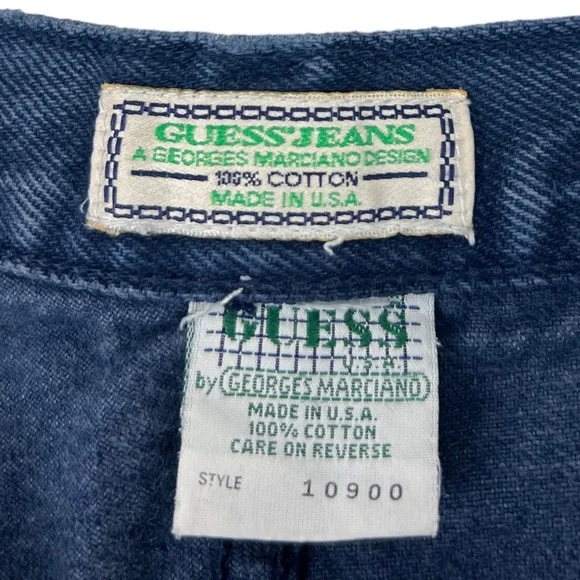 GUESS'JEANS
A GEORGES MARCIANO DESIGN
100% COTTON
MADE IN U.S.A.
GUESS
U.S.A.
by GEORGES MARCIANO
MADE IN U.S.A.
100% COTTON
CARE ON REVERSE
STYLE 10900